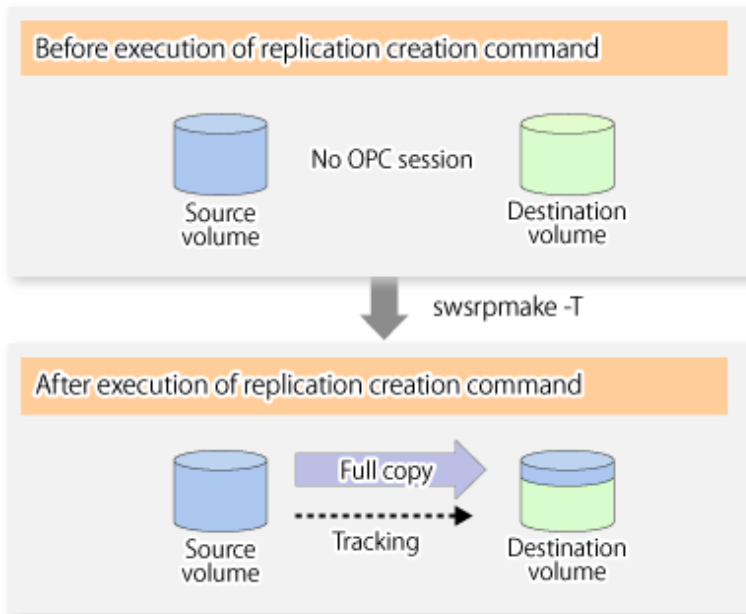 Before execution of replication creation command
No OPC session
Source
volume
Destination
volume
swsrpmake -T
After execution of replication creation command
Full copy
Tracking
Source
volume
Destination
volume